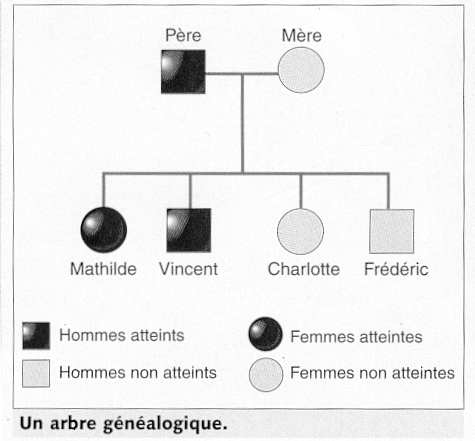 Père Mère
Mathilde Vincent Charlotte Frédéric
Hommes atteints Femmes atteintes
Hommes non atteints Femmes non atteintes
Un arbre généalogique.